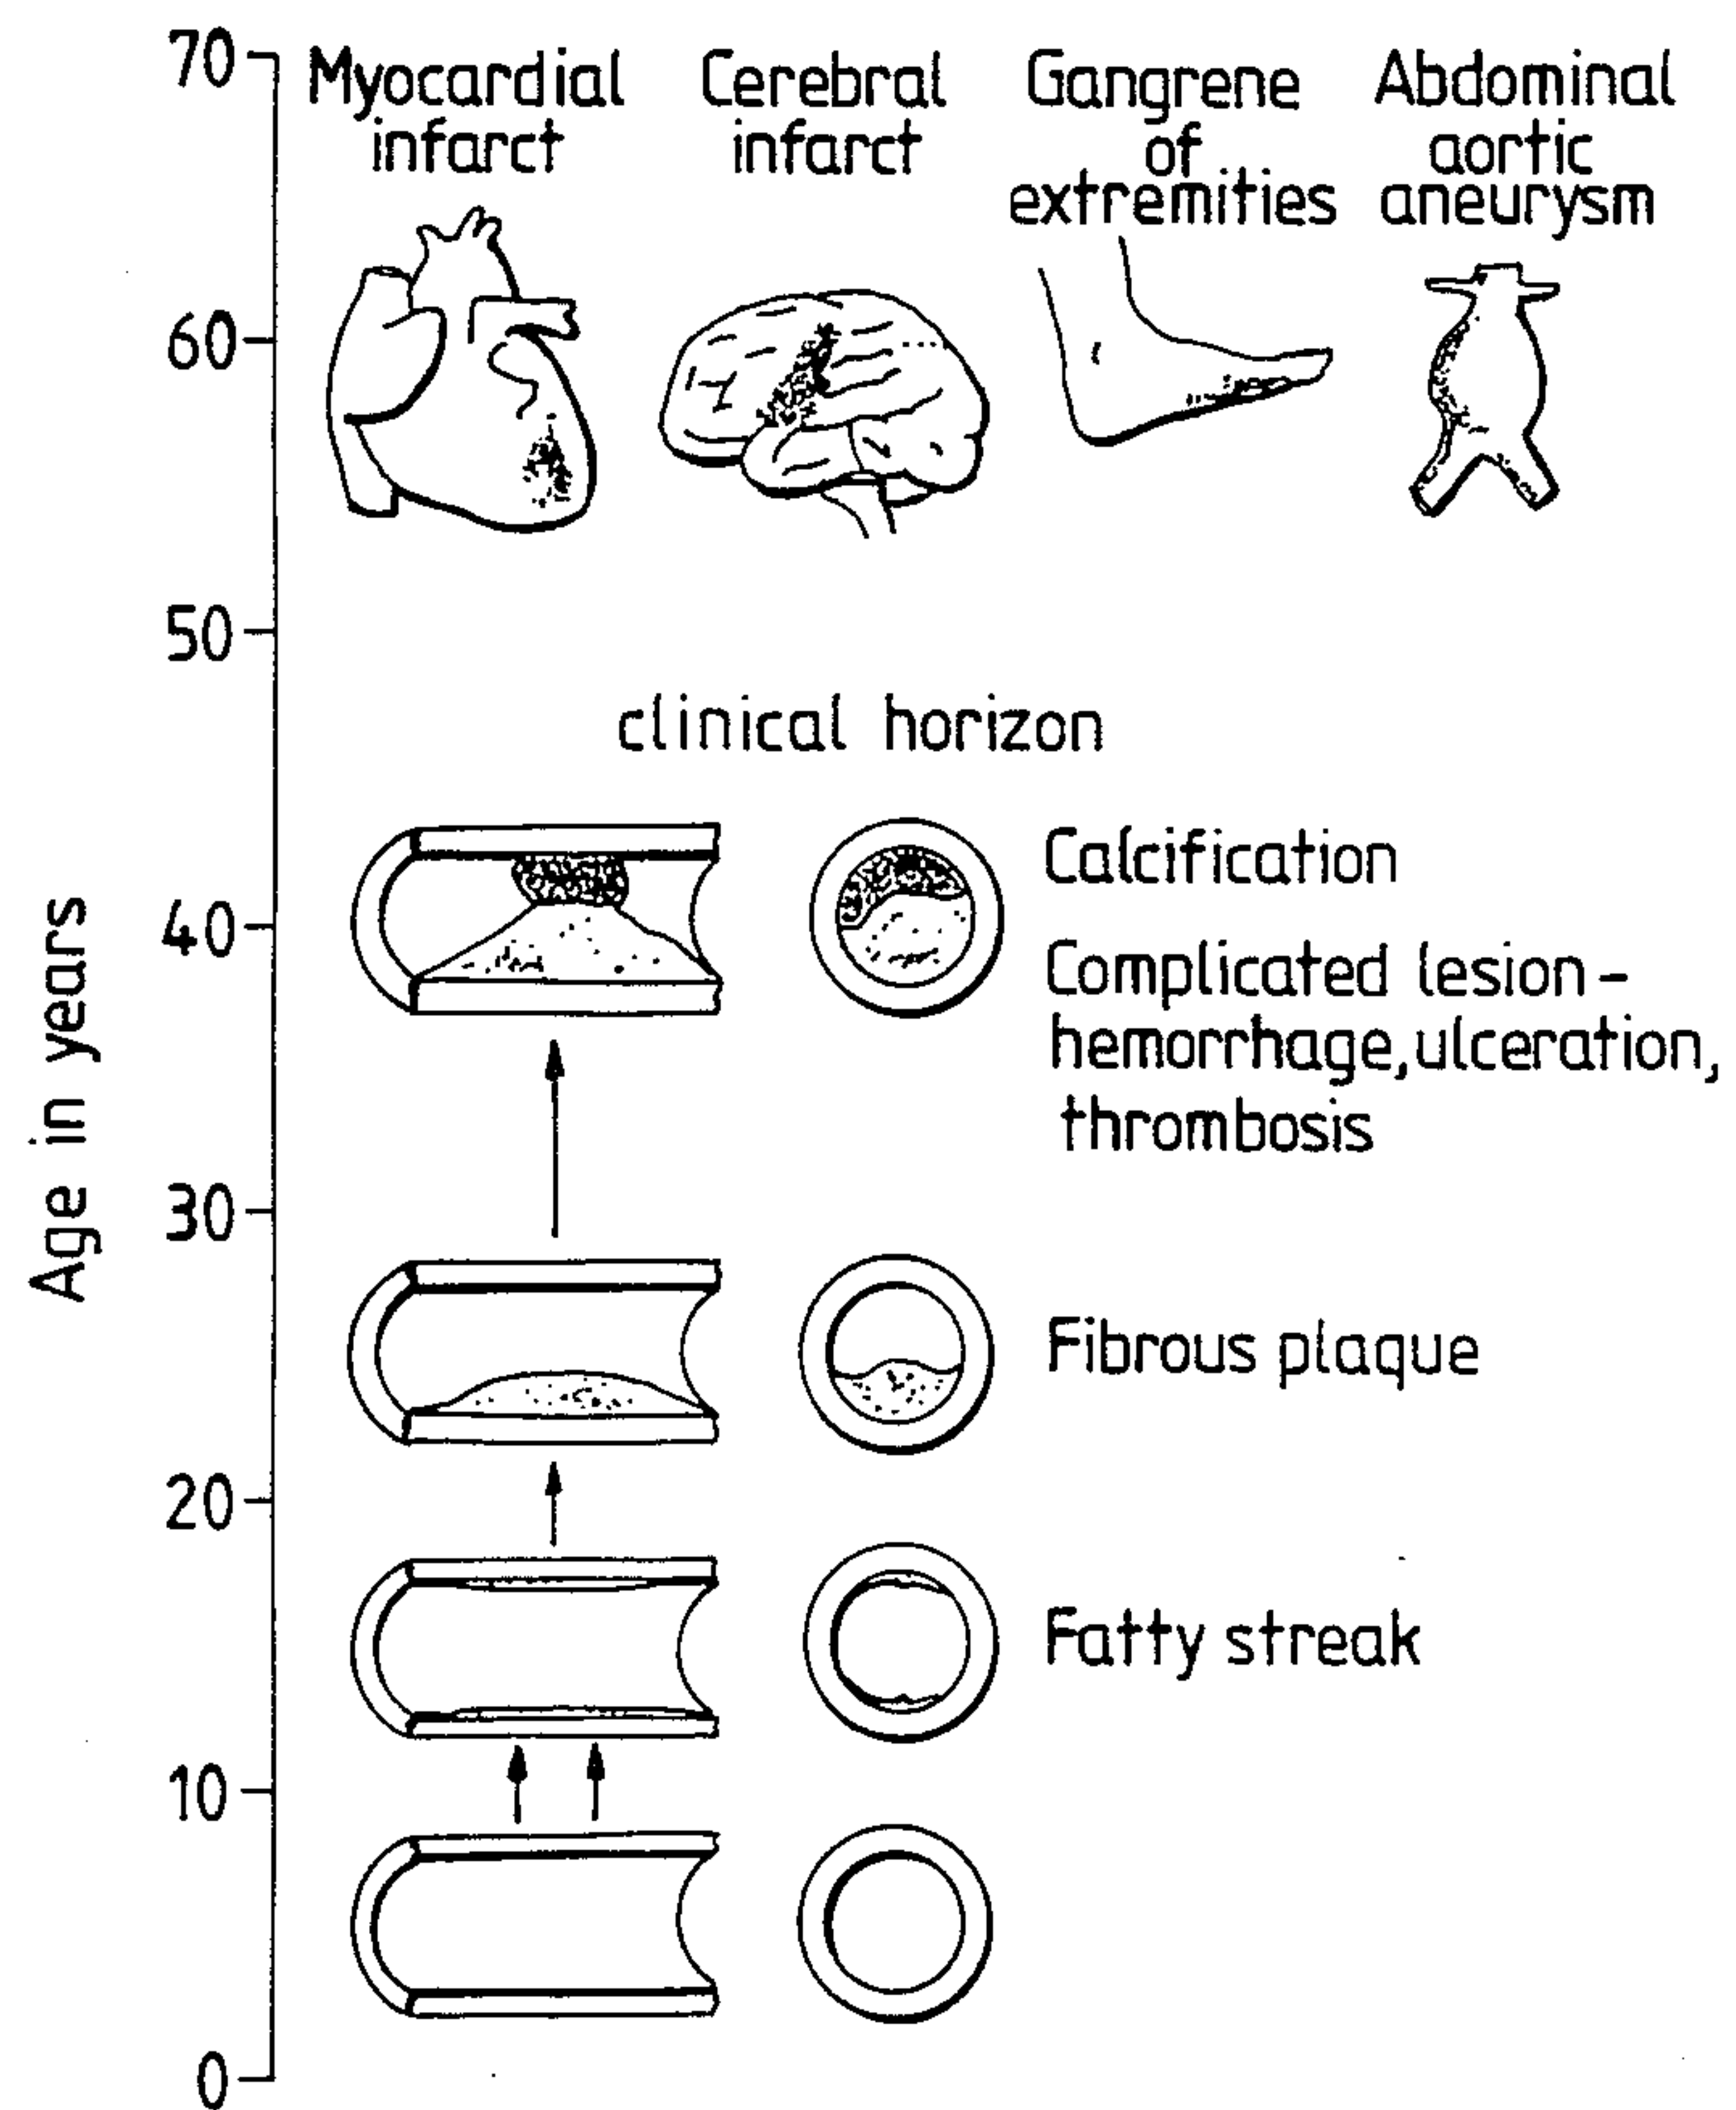 70
Myocardial
infarct
Cerebral
infarct
Gangrene
of
extremities
Abdominal
aortic
aneurysm
60
50
clinical horizon
Calcification
40
Complicated lesion-
hemorrhage, ulceration,
thrombosis
Age in years
30
Fibrous plaque
20
Fatty streak
10
0